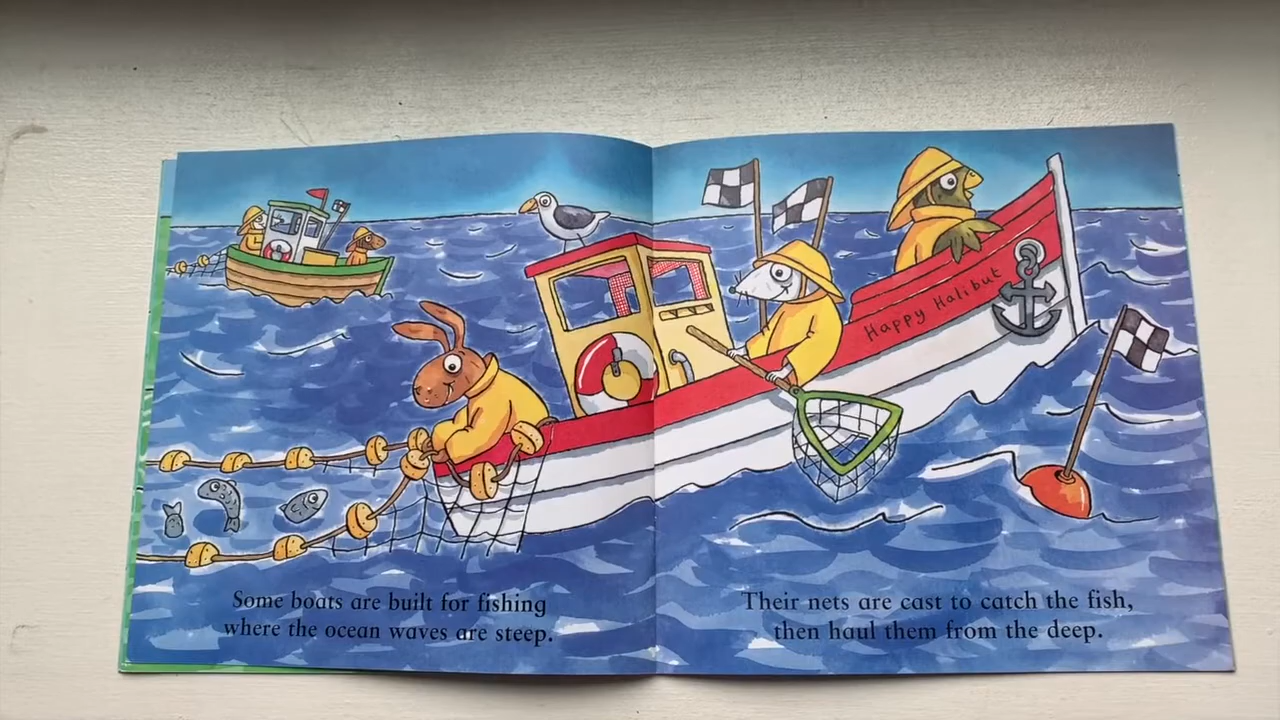 Happy Halibut
Some boats are built for fishing
where the ocean waves are steep.
Their nets are cast to catch the fish,
then haul them from the deep.